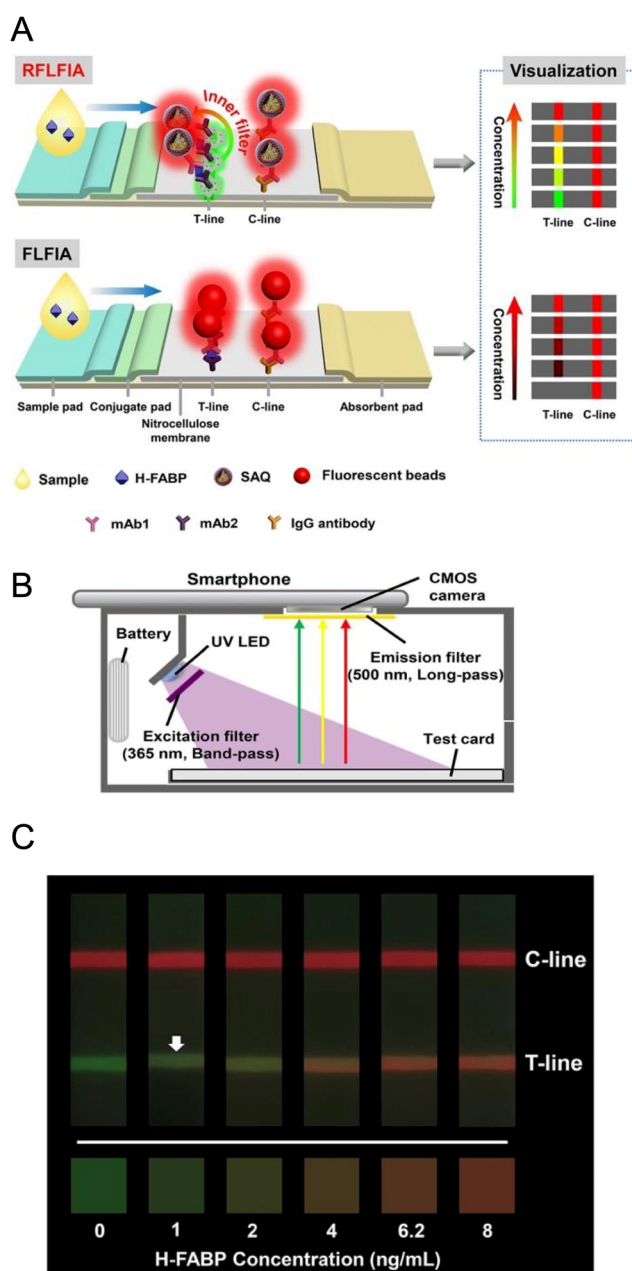 A
RFLFIA
Inner filter
T-line
C-line
Visualization
Concentration
T-line
C-line
FLFIA
Sample pad
Conjugate pad
Nitrocellulose
membrane
T-line
C-line
Absorbent pad
Concentration
T-line
C-line
Sample
H-FABP
SAQ
Fluorescent beads
mAb1
mAb2
IgG antibody
B
Smartphone
CMOS
camera
Battery
UV LED
Emission filter
(500 nm, Long-pass)
Excitation filter
(365 nm, Band-pass)
Test card
C
C-line
T-line
0 1 2 4 6.2 8
H-FABP Concentration (ng/mL)